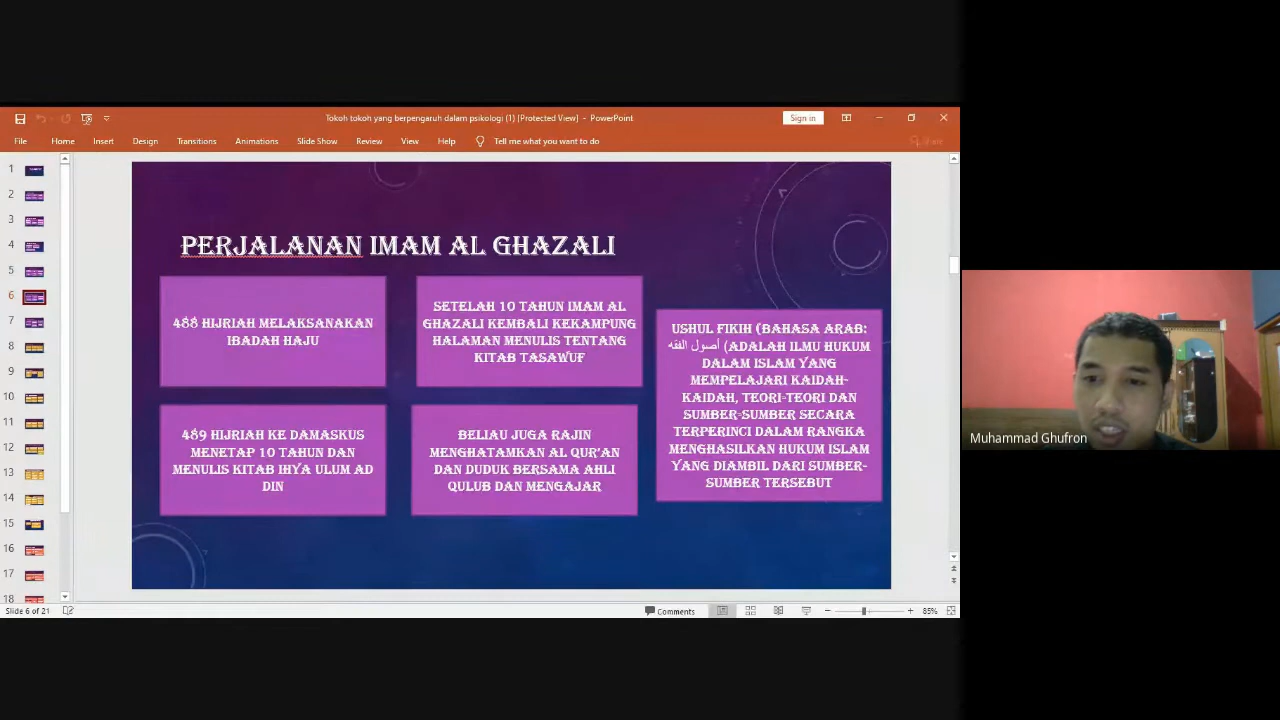 Tokoh tokoh yang berpengaruh dalam psikologi (1) [Protected View] - PowerPoint
Sign in
File
Home
Insert
Design
Transitions
Animations
Slide Show
Review
View
Help
Tell me what you want to do
Share
1
2
3
4
5
6
7
8
9
10
11
12
13
14
15
16
17
18
PERJALANAN IMAM AL GHAZALI
488 HIJRIAH MELAKSANAKAN
IBADAH HAJU
SETELAH 10 TAHUN IMAM AL
GHAZALI KEMBALI KEKAMPUNG
HALAMAN MENULIS TENTANG
KITAB TASAWUF
489 HIJRIAH KE DAMASKUS
MENETAP 10 TAHUN DAN
MENULIS KITAB IHYA ULUM AD
DIN
BELIAU JUGA RAJIN
MENGHATAMKAN AL QUR'AN
DAN DUDUK BERSAMA AHLI
QULUB DAN MENGAJAR
USHUL FIKIH (BAHASA ARAB:
أصول الفقه (ADALAH ILMU HUKUM
DALAM ISLAM YANG
MEMPELAJARI KAIDAH-
KAIDAH, TEORI-TEORI DAN
SUMBER-SUMBER SECARA
TERPERINCI DALAM RANGKA
MENGHASILKAN HUKUM ISLAM
YANG DIAMBIL DARI SUMBER-
SUMBER TERSEBUT
Slide 6 of 21
Comments
85%
Muhammad Ghufron